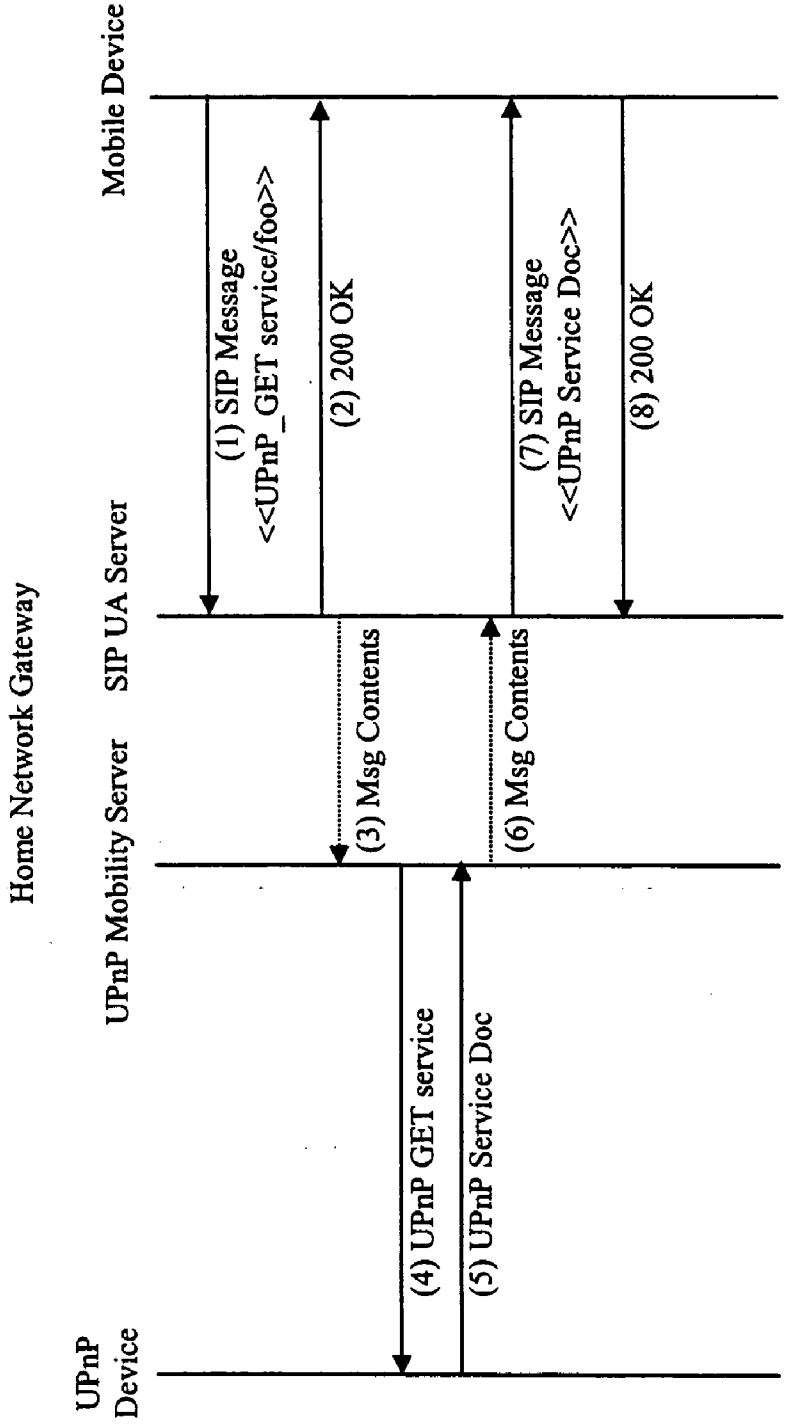 Home Network Gateway
UPnP
Device
UPnP Mobility Server
SIP UA Server
Mobile Device
(1) SIP Message
<<UPnP_GET service/foo>>
(2) 200 OK
(3) Msg Contents
(4) UPnP GET service
(5) UPnP Service Doc
(6) Msg Contents
(7) SIP Message
<<UPnP Service Doc>>
(8) 200 OK